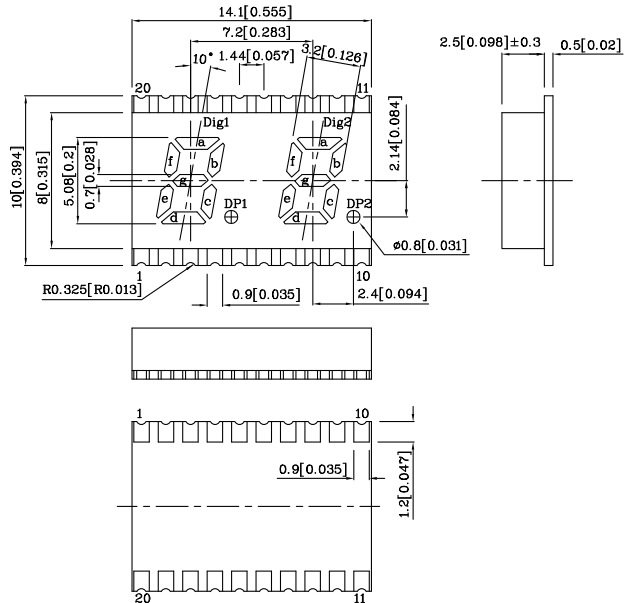 14.1[0.555]
7.2[0.283]
10° 1.44[0.057] 3.2[0.126]
2.5[0.098]±0.3 0.5[0.02]
20 11
Dig1 Dig2
a a
f b f b
g g
e c e c
d d
DP1 DP2
10[0.394]
8[0.315]
5.08[0.2]
0.7[0.028]
2.14[0.084]
ø0.8[0.031]
1 10
R0.325[R0.013] 0.9[0.035] 2.4[0.094]
1 10
0.9[0.035]
1.2[0.047]
20 11